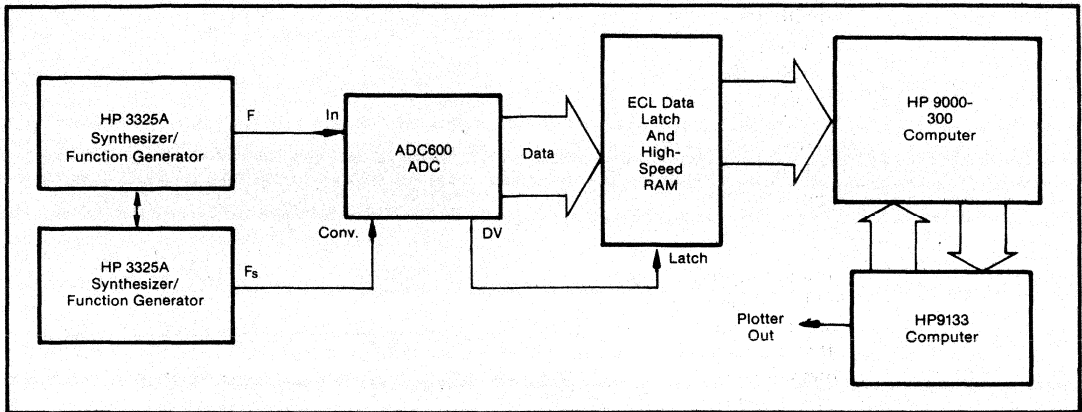 HP 3325A
Synthesizer/
Function Generator
F
In
ADC600
ADC
Data
ECL Data
Latch
And
High-
Speed
RAM
HP 9000-
300
Computer
HP 3325A
Synthesizer/
Function Generator
Fs
Conv.
DV
Latch
Plotter
Out
HP9133
Computer